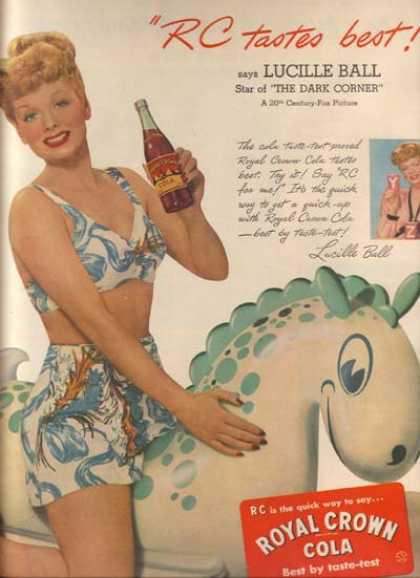 "RC tastes best!
says LUCILLE BALL
Star of "THE DARK CORNER"
A 20th Century-Fox Picture
The cola taste-test proved
Royal Crown Cola tastes
best. Try it! Say "RC
for me!" It's the quick
way to get a quick-up
with Royal Crown Cola
—best by taste-test!
Lucille Ball
ROYAL CROWN
COLA
RC is the quick way to say...
ROYAL CROWN
COLA
Best by taste-test